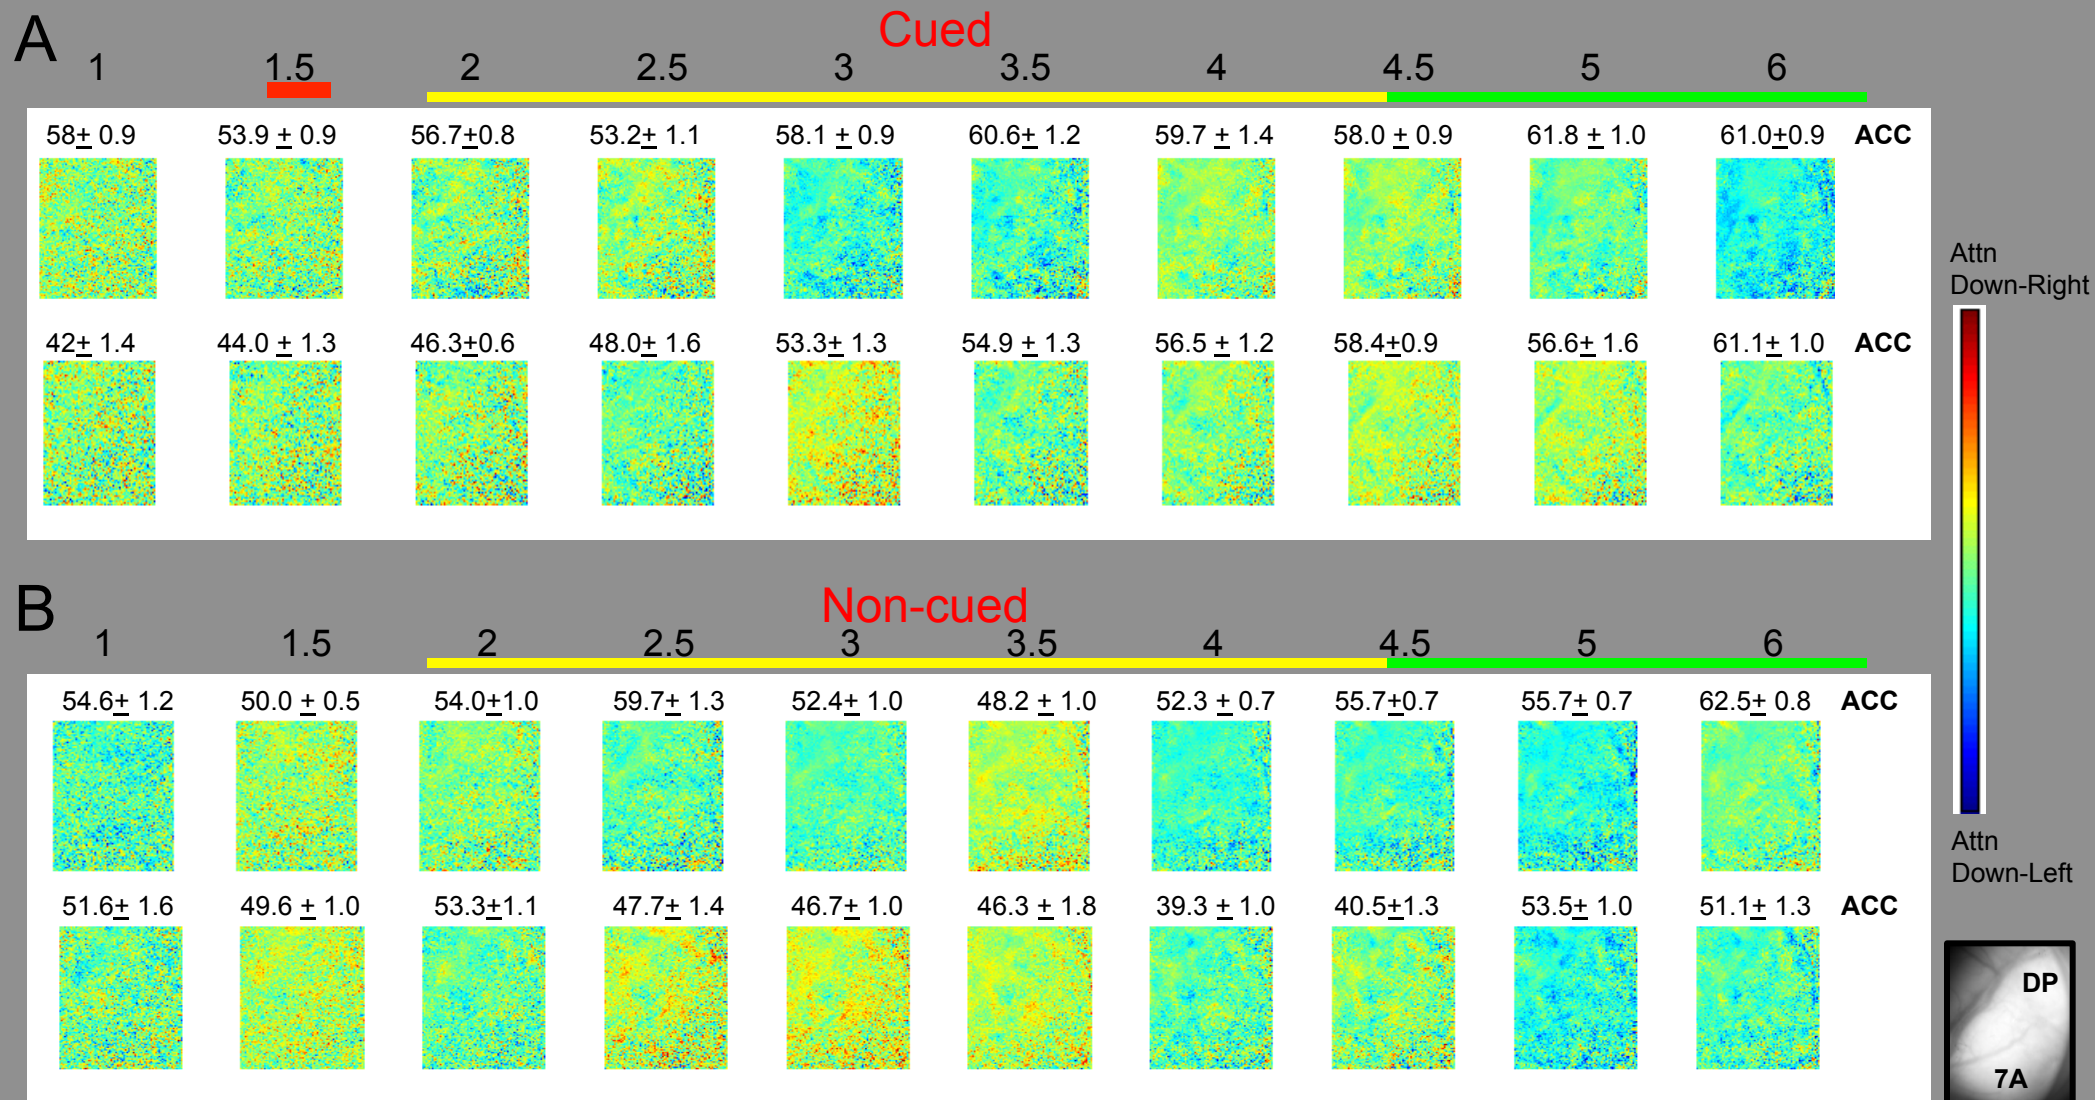 A
Cued
1 1.5 2 2.5 3 3.5 4 4.5 5 6
58± 0.9 53.9 ± 0.9 56.7±0.8 53.2± 1.1 58.1 ± 0.9 60.6± 1.2 59.7 ± 1.4 58.0 ± 0.9 61.8 ± 1.0 61.0±0.9 ACC
42± 1.4 44.0 ± 1.3 46.3±0.6 48.0± 1.6 53.3± 1.3 54.9 ± 1.3 56.5 ± 1.2 58.4±0.9 56.6± 1.6 61.1± 1.0 ACC
Attn
Down-Right
Attn
Down-Left
B
Non-cued
1 1.5 2 2.5 3 3.5 4 4.5 5 6
54.6± 1.2 50.0 ± 0.5 54.0±1.0 59.7± 1.3 52.4± 1.0 48.2 ± 1.0 52.3 ± 0.7 55.7±0.7 55.7± 0.7 62.5± 0.8 ACC
51.6± 1.6 49.6 ± 1.0 53.3±1.1 47.7± 1.4 46.7± 1.0 46.3 ± 1.8 39.3 ± 1.0 40.5±1.3 53.5± 1.0 51.1± 1.3 ACC
DP
7A